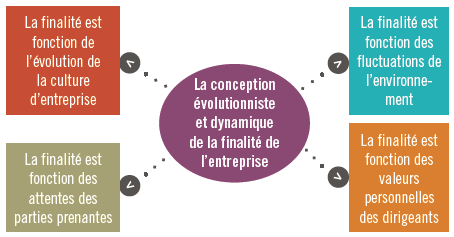 La finalité est
fonction de
l'évolution de
la culture
d'entreprise
La finalité est
fonction des
fluctuations de
l'environne-
ment
La conception
évolutionniste
et dynamique
de la finalité de
l'entreprise
La finalité est
fonction des
attentes des
parties prenantes
La finalité est
fonction des
valeurs
personnelles
des dirigeants